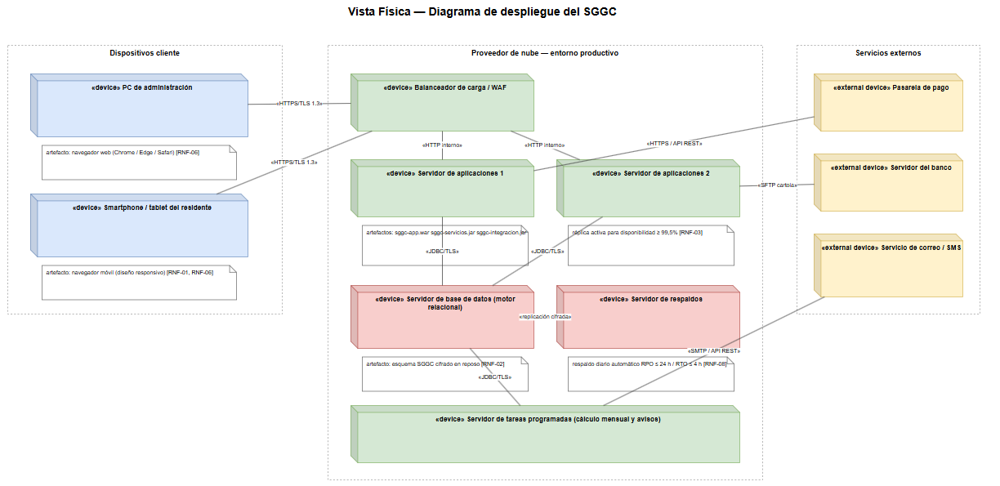 Vista Física — Diagrama de despliegue del SGGC
Dispositivos cliente
«device» PC de administración
artefacto: navegador web (Chrome / Edge / Safari) [RNF-06]
«device» Smartphone / tablet del residente
artefacto: navegador móvil (diseño responsivo) [RNF-01, RNF-06]
«HTTPS/TLS 1.3»
«HTTPS/TLS 1.3»
Proveedor de nube — entorno productivo
«device» Balanceador de carga / WAF
«HTTP interno»
«HTTP interno»
«device» Servidor de aplicaciones 1
«device» Servidor de aplicaciones 2
artefactos: sggc-app.war sggc-servicios.jar sggc-integracion.jar
réplica activa para disponibilidad ≥ 99,5% [RNF-03]
«JDBC/TLS»
«JDBC/TLS»
«device» Servidor de base de datos (motor
relacional)
«replicación cifrada»
«device» Servidor de respaldos
artefacto: esquema SGGC cifrado en reposo [RNF-02]
respaldo diario automático RPO ≤ 24 h / RTO ≤ 4 h [RNF-08]
«JDBC/TLS»
«SMTP / API REST»
«device» Servidor de tareas programadas (cálculo mensual y avisos)
Servicios externos
«external device» Pasarela de pago
«HTTPS / API REST»
«external device» Servidor del banco
«SFTP cartola»
«external device» Servicio de correo / SMS